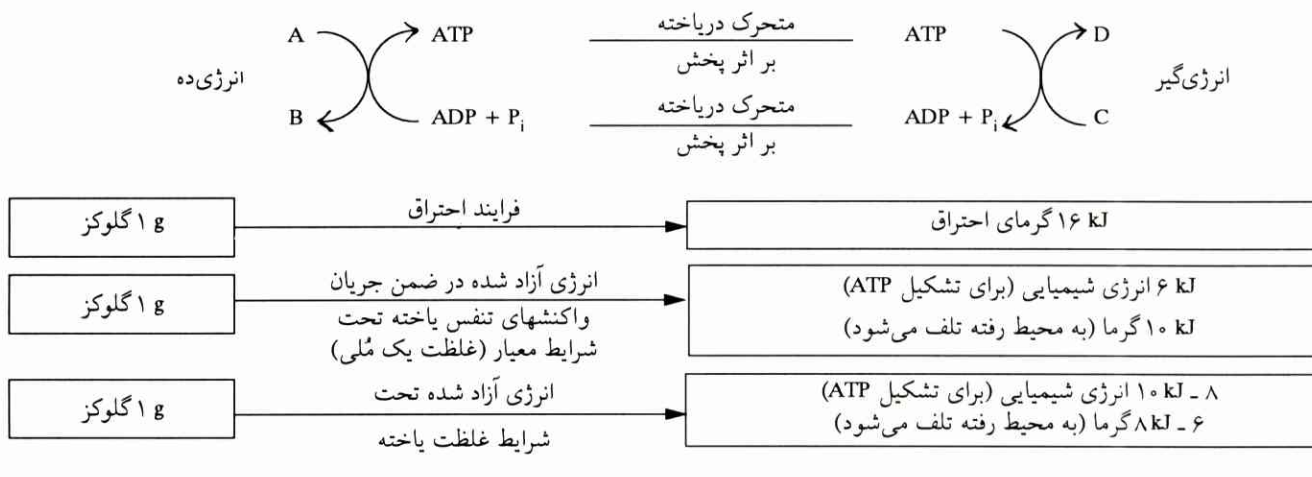 A ATP متحرک دریاخته ATP D
انرژی‌ده بر اثر پخش انرژی‌گیر
B ADP + Pi متحرک دریاخته ADP + Pi C
بر اثر پخش
۱ g گلوکز فرایند احتراق ۱۶ kJ گرمای احتراق
۱ g گلوکز
انرژی آزاد شده در ضمن جریان
واکنشهای تنفس یاخته تحت
شرایط معیار (غلظت یک مُلی)
۶ kJ انرژی شیمیایی (برای تشکیل ATP)
۱۰ kJ گرما (به محیط رفته تلف می‌شود)
۱ g گلوکز
انرژی آزاد شده تحت
شرایط غلظت یاخته
۸ ـ ۱۰ kJ انرژی شیمیایی (برای تشکیل ATP)
۶ ـ ۸ kJ گرما (به محیط رفته تلف می‌شود)